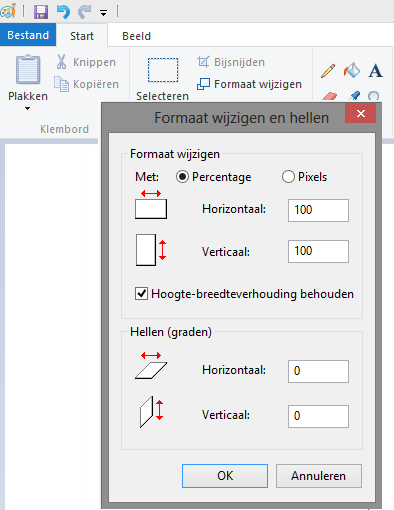 Bestand Start Beeld
Knippen
Kopiëren
Plakken
Klembord
Bijsnijden
Formaat wijzigen
Selecteren
A
Formaat wijzigen en hellen
Formaat wijzigen
Met: Percentage Pixels
Horizontaal: 100
Verticaal: 100
Hoogte-breedteverhouding behouden
Hellen (graden)
Horizontaal: 0
Verticaal: 0
OK Annuleren